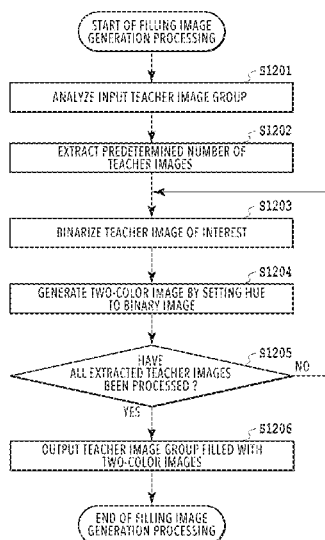 START OF FILLING IMAGE
GENERATION PROCESSING
S1201
ANALYZE INPUT TEACHER IMAGE GROUP
S1202
EXTRACT PREDETERMINED NUMBER OF
TEACHER IMAGES
S1203
BINARIZE TEACHER IMAGE OF INTEREST
S1204
GENERATE TWO-COLOR IMAGE BY SETTING HUE
TO BINARY IMAGE
S1205
HAVE
ALL EXTRACTED TEACHER IMAGES
BEEN PROCESSED ?
NO
YES
S1206
OUTPUT TEACHER IMAGE GROUP FILLED WITH
TWO-COLOR IMAGES
END OF FILLING IMAGE
GENERATION PROCESSING